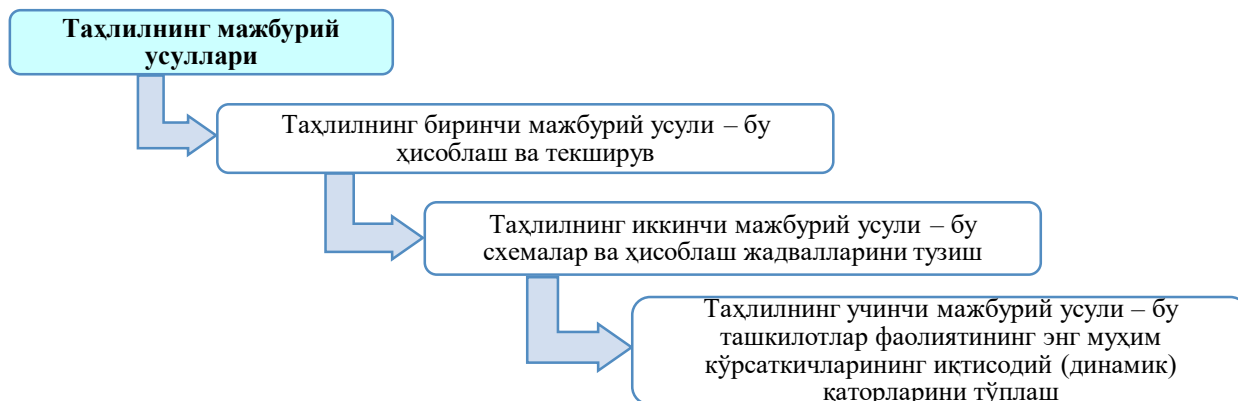 Таҳлилнинг мажбурий
усуллари
Таҳлилнинг биринчи мажбурий усули – бу
ҳисоблаш ва текширув
Таҳлилнинг иккинчи мажбурий усули – бу
схемалар ва ҳисоблаш жадвалларини тузиш
Таҳлилнинг учинчи мажбурий усули – бу
ташкилотлар фаолиятининг энг муҳим
кўрсаткичларининг иқтисодий (динамик)
қаторларини тўплаш